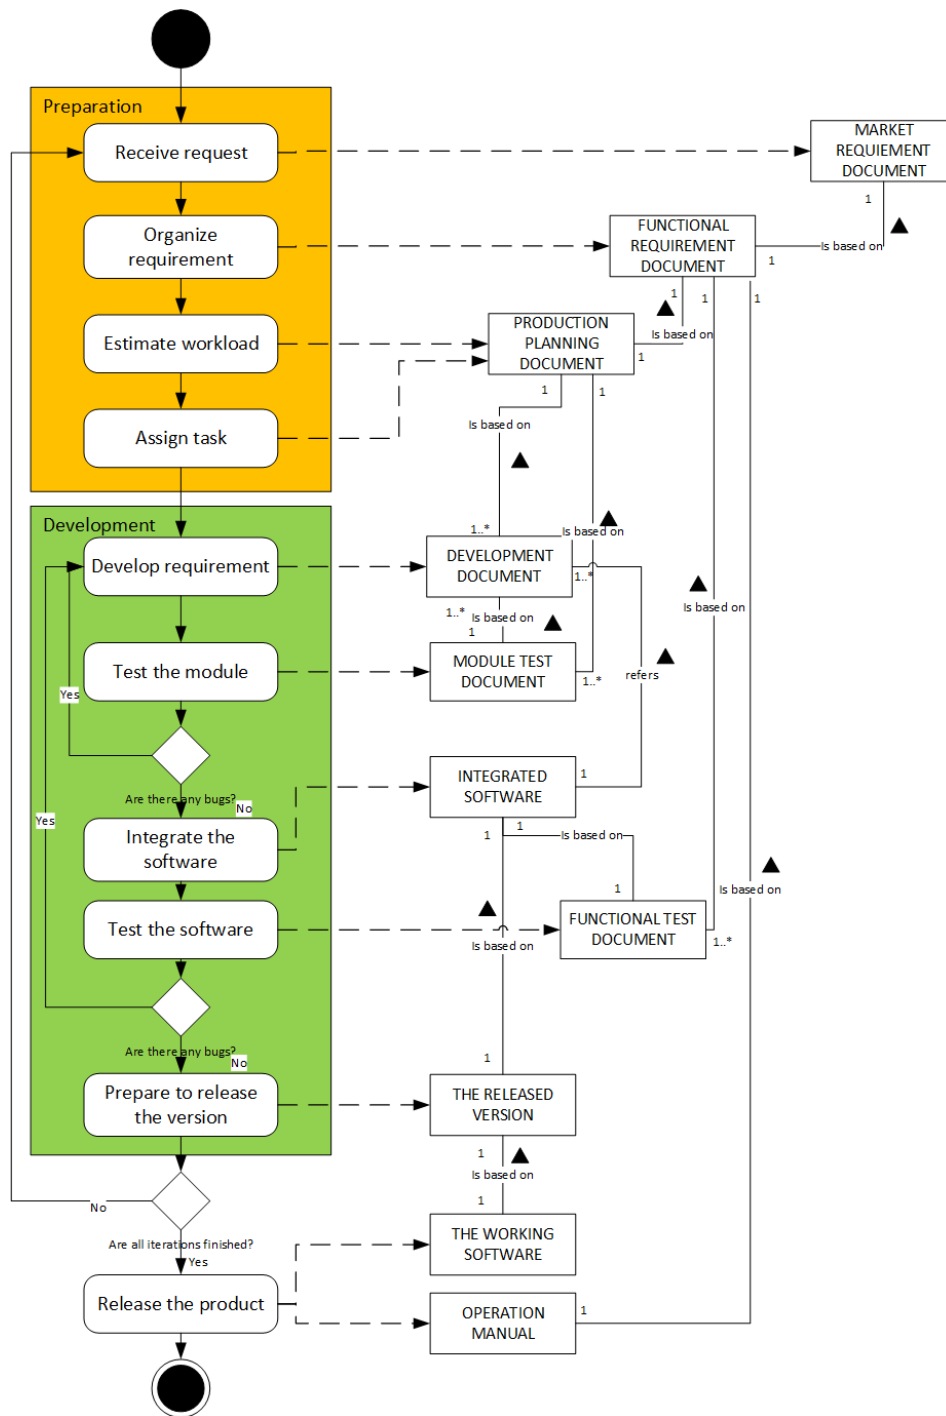 Preparation
Receive request
MARKET
REQUIEMENT
DOCUMENT
1
Is based on
1
Organize
requirement
FUNCTIONAL
REQUIREMENT
DOCUMENT
1
1
1
Is based on
1
Estimate workload
PRODUCTION
PLANNING
DOCUMENT
1
1
Assign task
Is based on
1..*
Is based on
1..*
Development
Develop requirement
DEVELOPMENT
DOCUMENT
1..*
Is based on
1
Is based on
Test the module
MODULE TEST
DOCUMENT
1..*
refers
Yes
Are there any bugs?
No
INTEGRATED
SOFTWARE
1
1
1
Is based on
1
Yes
Integrate the
software
Is based on
Test the software
FUNCTIONAL TEST
DOCUMENT
1..*
Is based on
Are there any bugs?
No
1
Prepare to release
the version
THE RELEASED
VERSION
1
Is based on
1
No
Are all iterations finished?
Yes
THE WORKING
SOFTWARE
Release the product
OPERATION
MANUAL
1